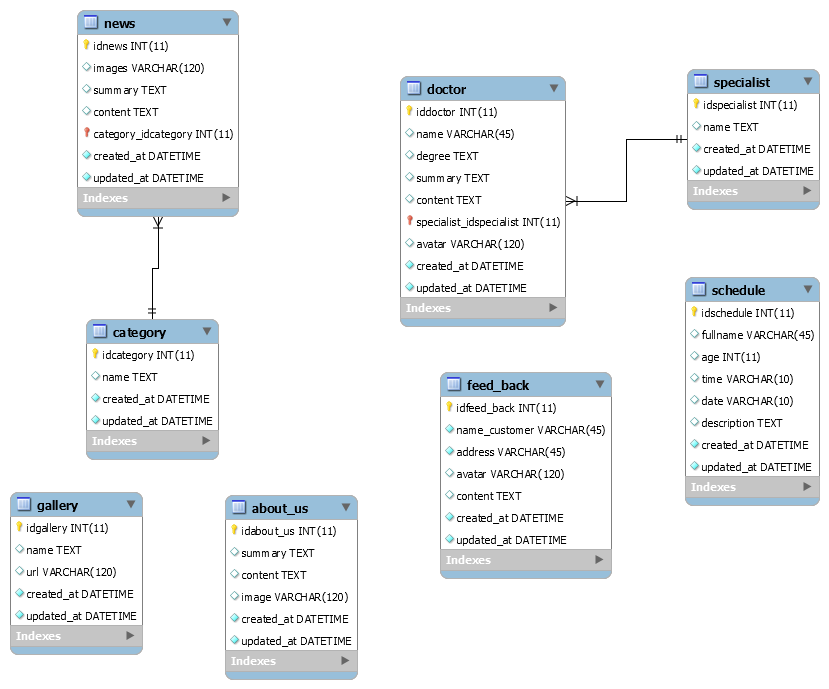 news
idnews INT(11)
images VARCHAR(120)
summary TEXT
content TEXT
category_idcategory INT(11)
created_at DATETIME
updated_at DATETIME
Indexes
doctor
iddoctor INT(11)
name VARCHAR(45)
degree TEXT
summary TEXT
content TEXT
specialist_idspecialist INT(11)
avatar VARCHAR(120)
created_at DATETIME
updated_at DATETIME
Indexes
specialist
idspecialist INT(11)
name TEXT
created_at DATETIME
updated_at DATETIME
Indexes
schedule
idschedule INT(11)
fullname VARCHAR(45)
age INT(11)
time VARCHAR(10)
date VARCHAR(10)
description TEXT
created_at DATETIME
updated_at DATETIME
Indexes
category
idcategory INT(11)
name TEXT
created_at DATETIME
updated_at DATETIME
Indexes
feed_back
idfeed_back INT(11)
name_customer VARCHAR(45)
address VARCHAR(45)
avatar VARCHAR(120)
content TEXT
created_at DATETIME
updated_at DATETIME
Indexes
gallery
idgallery INT(11)
name TEXT
url VARCHAR(120)
created_at DATETIME
updated_at DATETIME
Indexes
about_us
idabout_us INT(11)
summary TEXT
content TEXT
image VARCHAR(120)
created_at DATETIME
updated_at DATETIME
Indexes